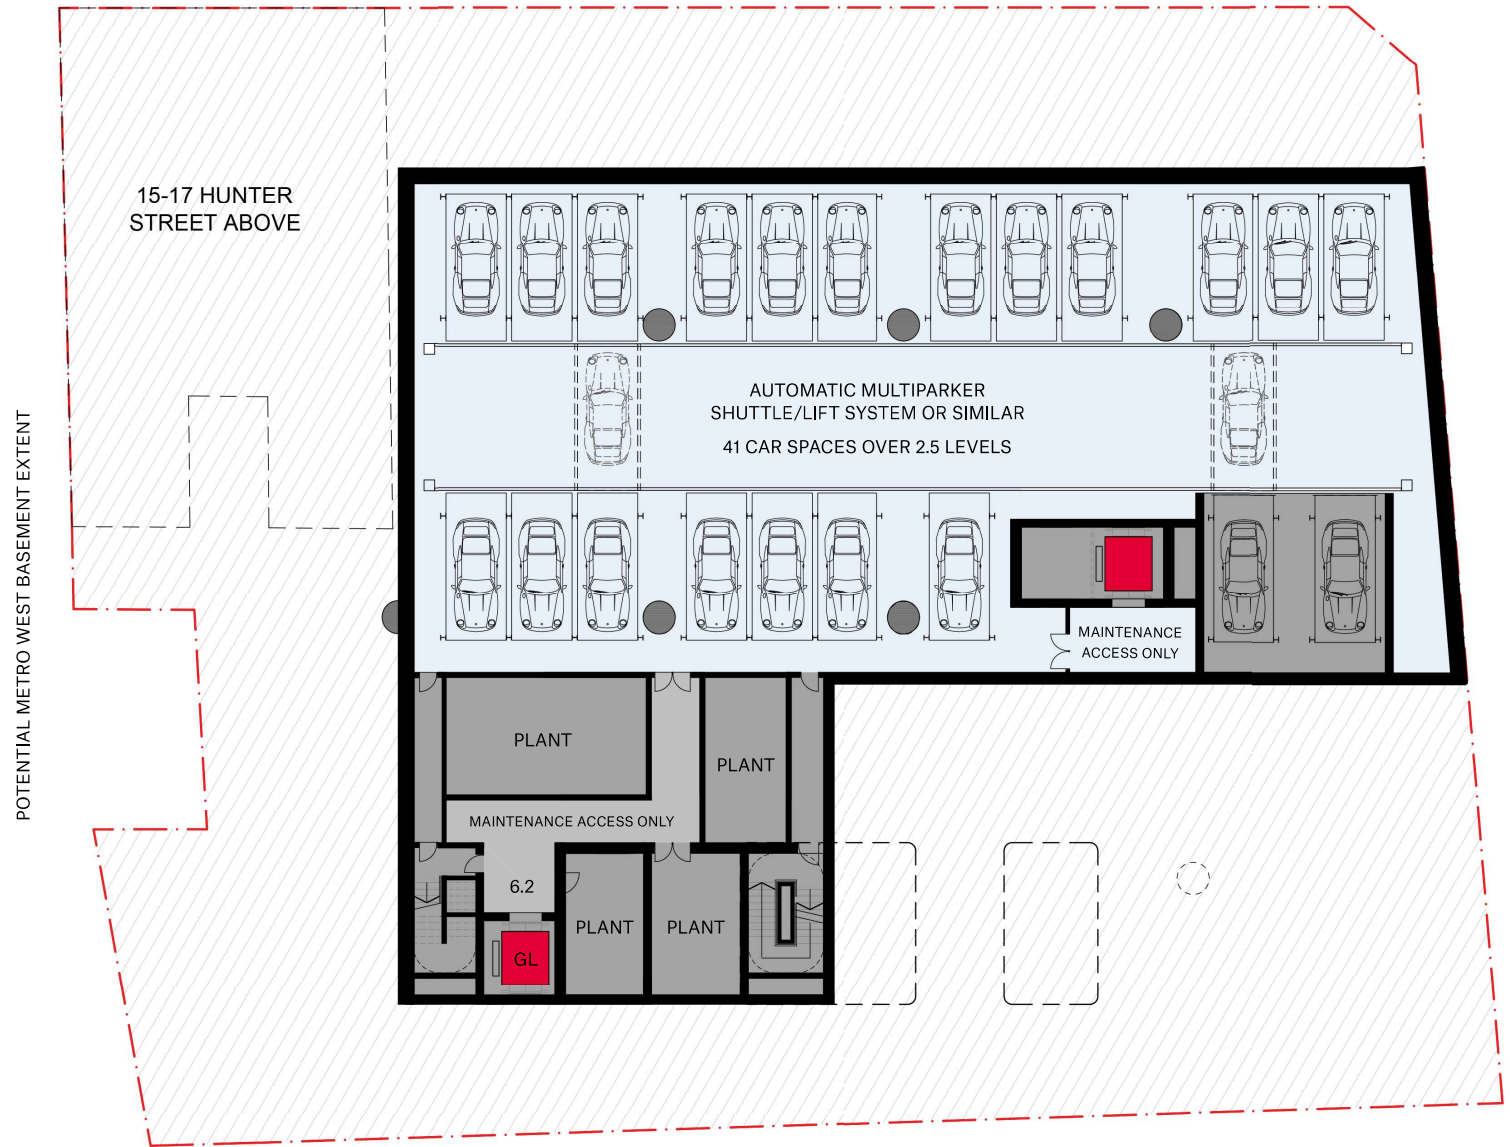 15-17 HUNTER
STREET ABOVE
POTENTIAL METRO WEST BASEMENT EXTENT
AUTOMATIC MULTIPARKER
SHUTTLE/LIFT SYSTEM OR SIMILAR
41 CAR SPACES OVER 2.5 LEVELS
MAINTENANCE
ACCESS ONLY
PLANT
PLANT
MAINTENANCE ACCESS ONLY
6.2
PLANT
PLANT
GL